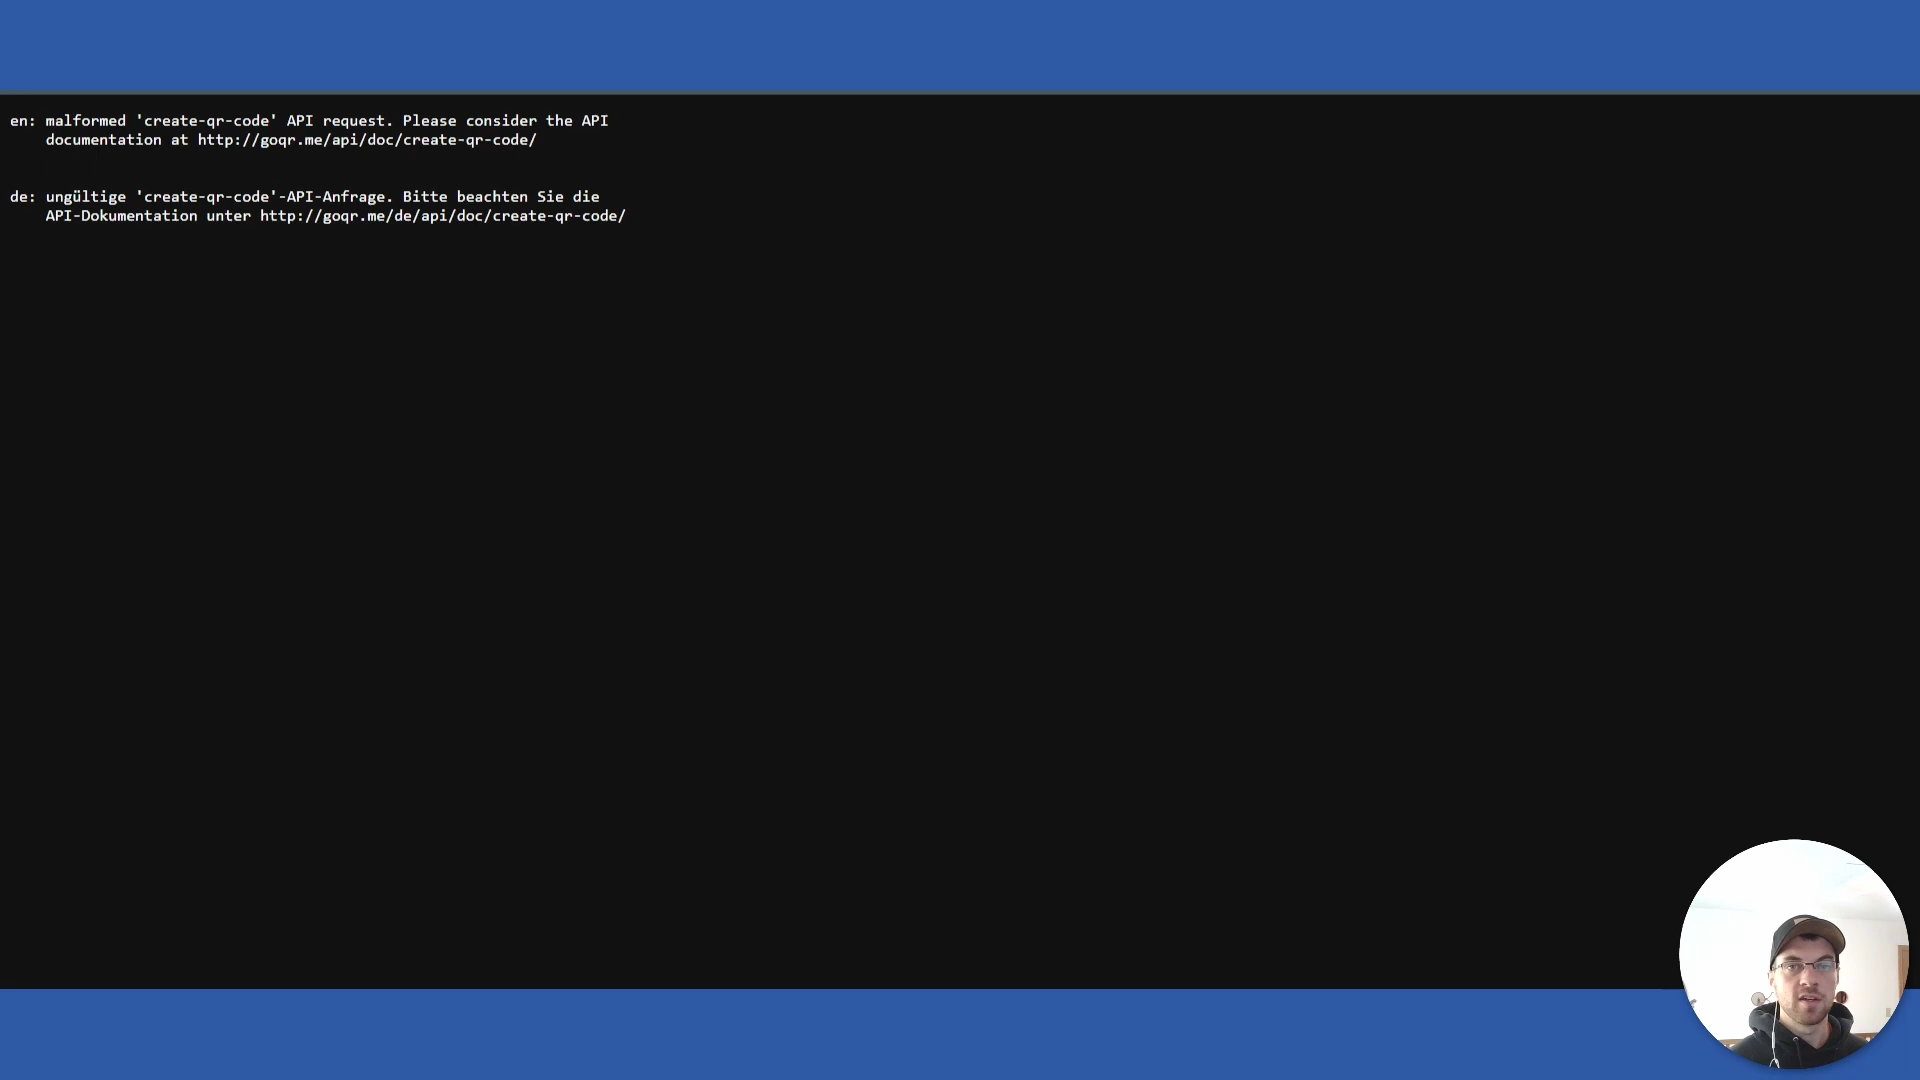 en: malformed 'create-qr-code' API request. Please consider the API
documentation at http://goqr.me/api/doc/create-qr-code/
de: ungültige 'create-qr-code'-API-Anfrage. Bitte beachten Sie die
API-Dokumentation unter http://goqr.me/de/api/doc/create-qr-code/